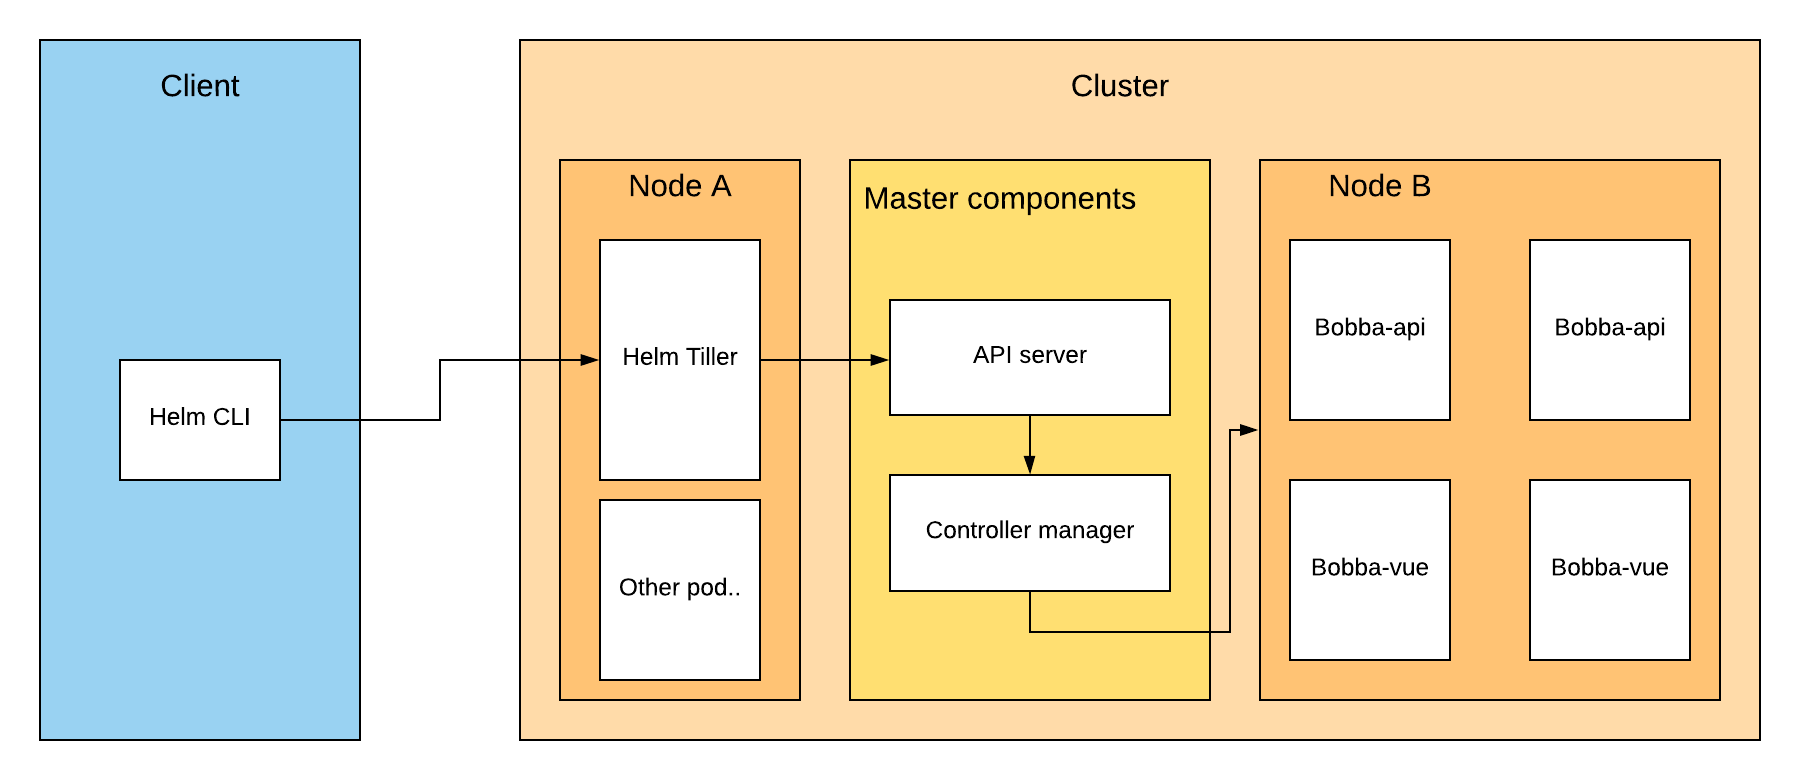 Client
Helm CLI
Cluster
Node A
Helm Tiller
Other pod..
Master components
API server
Controller manager
Node B
Bobba-api
Bobba-api
Bobba-vue
Bobba-vue